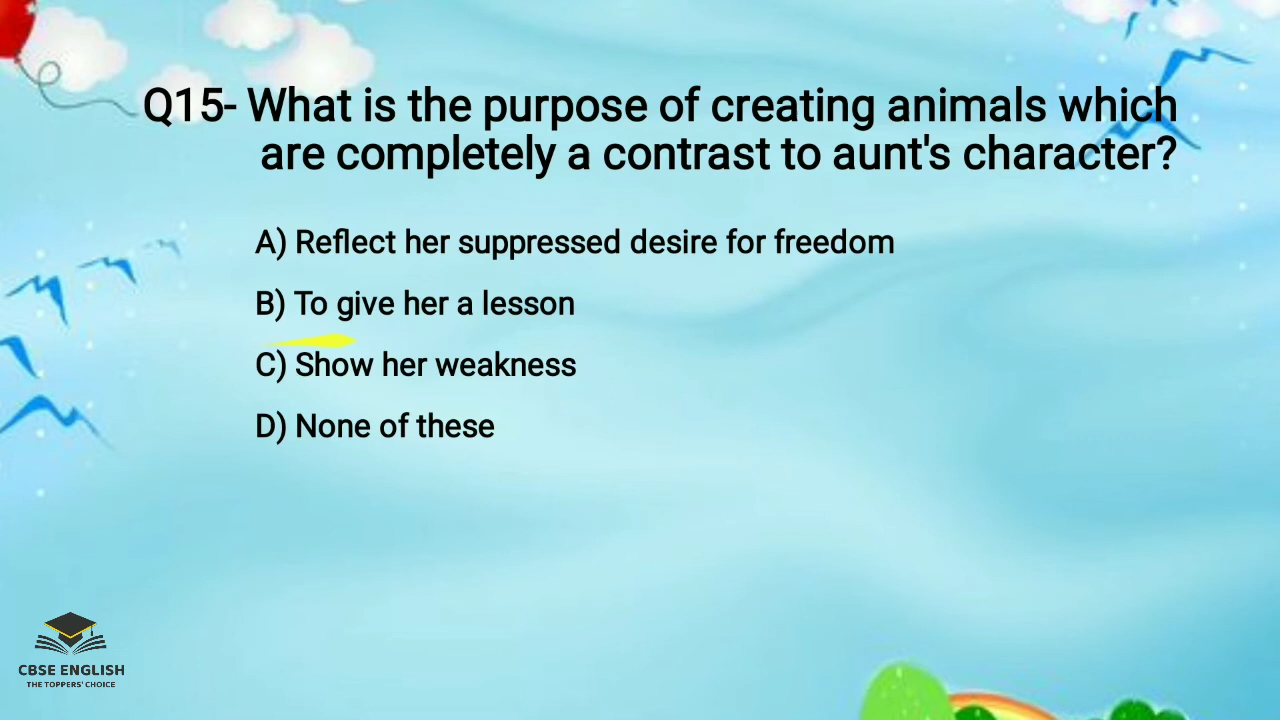 Q15- What is the purpose of creating animals which
are completely a contrast to aunt's character?
A) Reflect her suppressed desire for freedom
B) To give her a lesson
C) Show her weakness
D) None of these
CBSE ENGLISH
THE TOPPERS' CHOICE